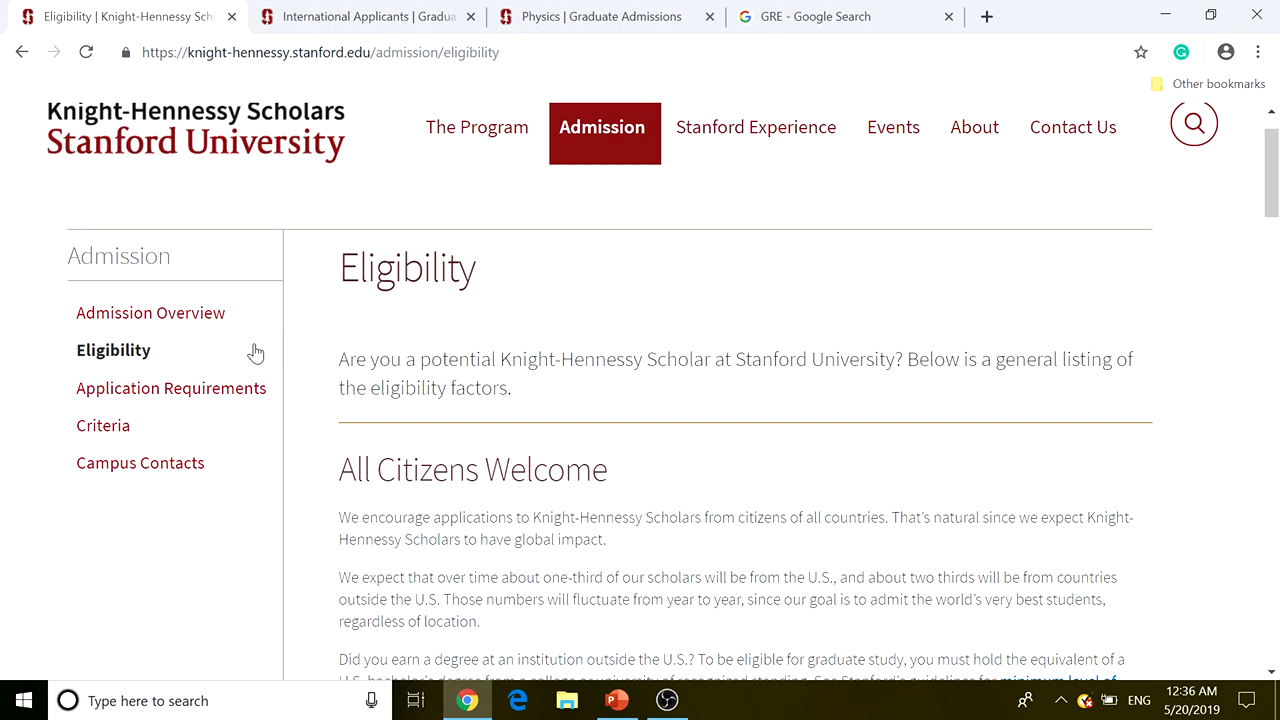 Eligibility | Knight-Hennessy Sch
International Applicants | Gradua
Physics | Graduate Admissions
GRE - Google Search
https://knight-hennessy.stanford.edu/admission/eligibility
Other bookmarks
Knight-Hennessy Scholars
Stanford University
The Program
Admission
Stanford Experience
Events
About
Contact Us
Admission
Admission Overview
Eligibility
Application Requirements
Criteria
Campus Contacts
Eligibility
Are you a potential Knight-Hennessy Scholar at Stanford University? Below is a general listing of
the eligibility factors.
All Citizens Welcome
We encourage applications to Knight-Hennessy Scholars from citizens of all countries. That’s natural since we expect Knight-
Hennessy Scholars to have global impact.
We expect that over time about one-third of our scholars will be from the U.S., and about two thirds will be from countries
outside the U.S. Those numbers will fluctuate from year to year, since our goal is to admit the world’s very best students,
regardless of location.
Did you earn a degree at an institution outside the U.S.? To be eligible for graduate study, you must hold the equivalent of a
U.S. bachelor’s degree from a college or university of recognized standing. See Stanford’s guidelines for minimum level of
Type here to search
ENG
12:36 AM
5/20/2019